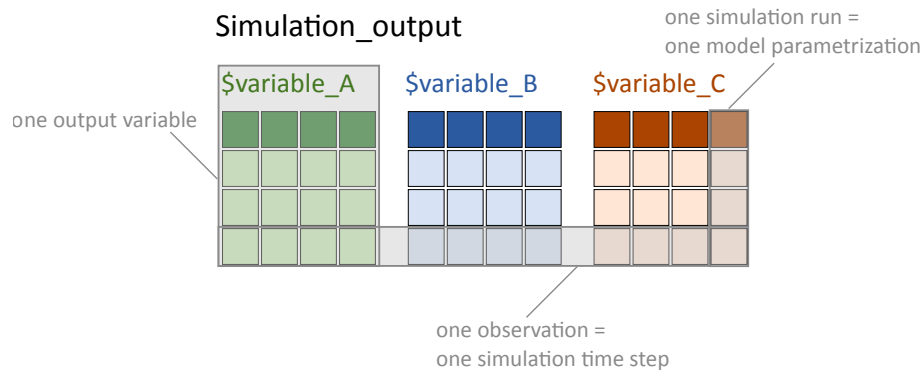 Simulation_output
one simulation run =
one model parametrization
$variable_A
$variable_B
$variable_C
one output variable
one observation =
one simulation time step